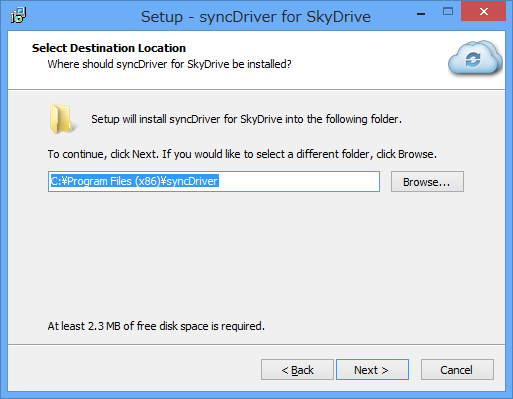 Setup - syncDriver for SkyDrive
Select Destination Location
Where should syncDriver for SkyDrive be installed?
Setup will install syncDriver for SkyDrive into the following folder.
To continue, click Next. If you would like to select a different folder, click Browse.
C:¥Program Files (x86)¥syncDriver
Browse...
At least 2.3 MB of free disk space is required.
< Back
Next >
Cancel